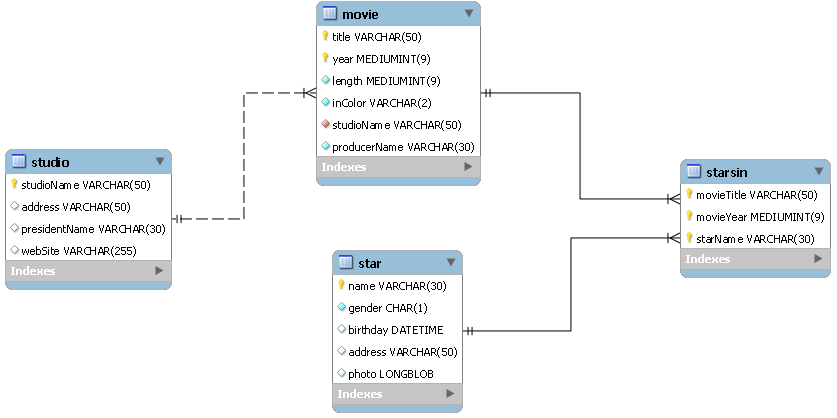 movie
title VARCHAR(50)
year MEDIUMINT(9)
length MEDIUMINT(9)
inColor VARCHAR(2)
studioName VARCHAR(50)
producerName VARCHAR(30)
Indexes
studio
studioName VARCHAR(50)
address VARCHAR(50)
presidentName VARCHAR(30)
webSite VARCHAR(255)
Indexes
star
name VARCHAR(30)
gender CHAR(1)
birthday DATETIME
address VARCHAR(50)
photo LONGBLOB
Indexes
starsin
movieTitle VARCHAR(50)
movieYear MEDIUMINT(9)
starName VARCHAR(30)
Indexes